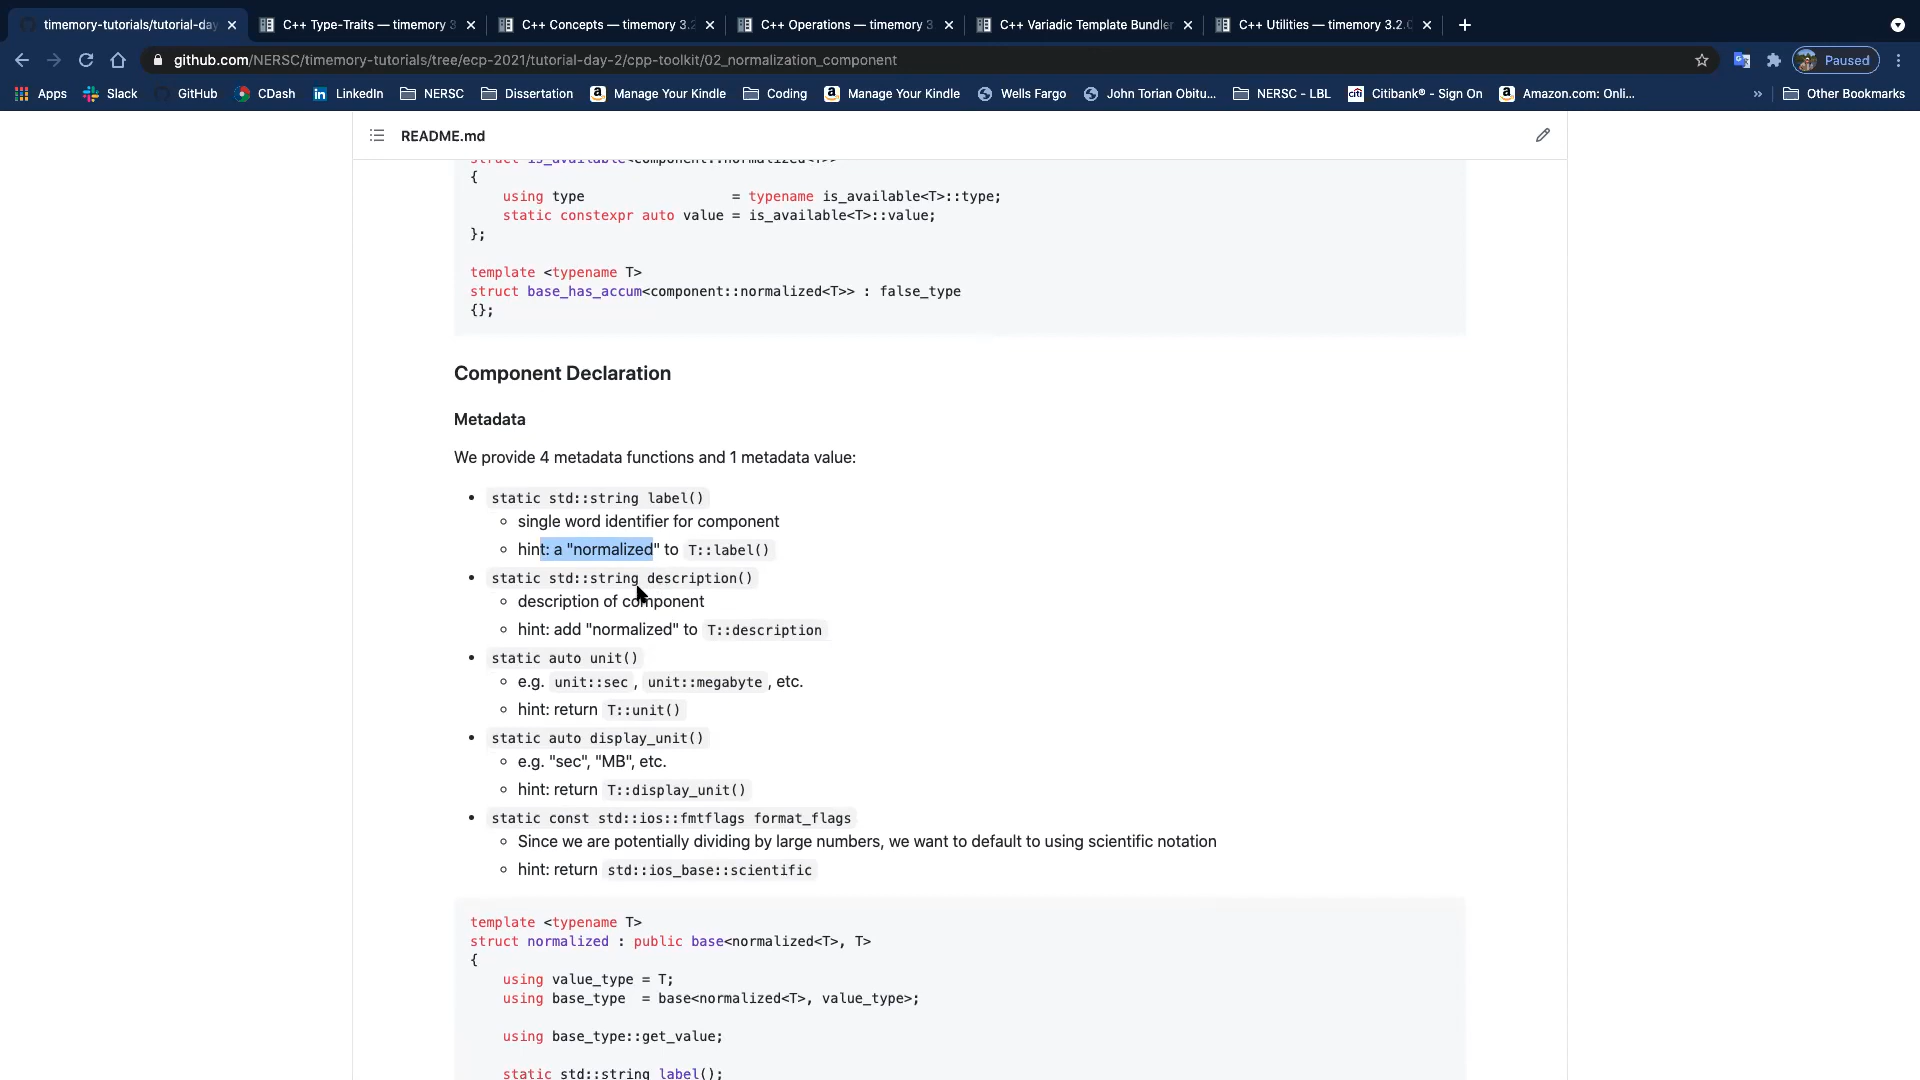 timemory-tutorials/tutorial-day
C++ Type-Traits — timemory 3
C++ Concepts — timemory 3.2
C++ Operations — timemory 3
C++ Variadic Template Bundler
C++ Utilities — timemory 3.2.0
github.com/NERSC/timemory-tutorials/tree/ecp-2021/tutorial-day-2/cpp-toolkit/02_normalization_component
Paused
Apps Slack GitHub CDash LinkedIn NERSC Dissertation Manage Your Kindle Coding Manage Your Kindle Wells Fargo John Torian Obitu... NERSC - LBL Citibank® - Sign On Amazon.com: Onli... » Other Bookmarks
README.md
struct is_available<component::normalized<T>>
{
using type = typename is_available<T>::type;
static constexpr auto value = is_available<T>::value;
};
template <typename T>
struct base_has_accum<component::normalized<T>> : false_type
{};
Component Declaration
Metadata
We provide 4 metadata functions and 1 metadata value:
static std::string label()
single word identifier for component
hint: a "normalized" to T::label()
static std::string description()
description of component
hint: add "normalized" to T::description
static auto unit()
e.g. unit::sec, unit::megabyte, etc.
hint: return T::unit()
static auto display_unit()
e.g. "sec", "MB", etc.
hint: return T::display_unit()
static const std::ios::fmtflags format_flags
Since we are potentially dividing by large numbers, we want to default to using scientific notation
hint: return std::ios_base::scientific
template <typename T>
struct normalized : public base<normalized<T>, T>
{
using value_type = T;
using base_type = base<normalized<T>, value_type>;
using base_type::get_value;
static std::string label();